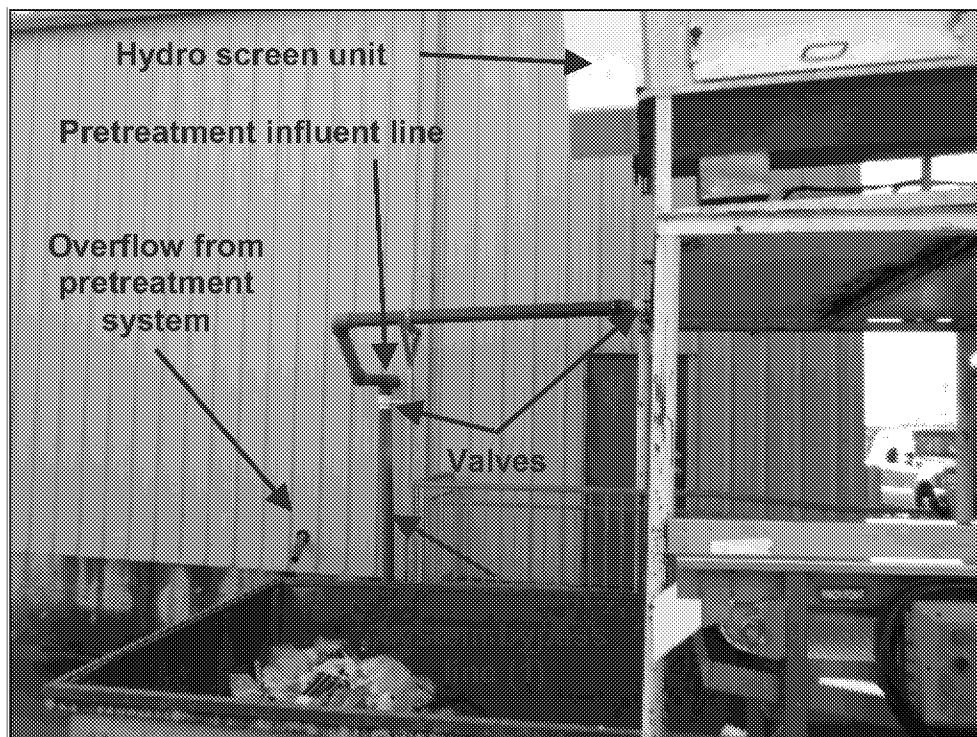 Hydro screen unit
Pretreatment influent line
Overflow from
pretreatment
system
Valves